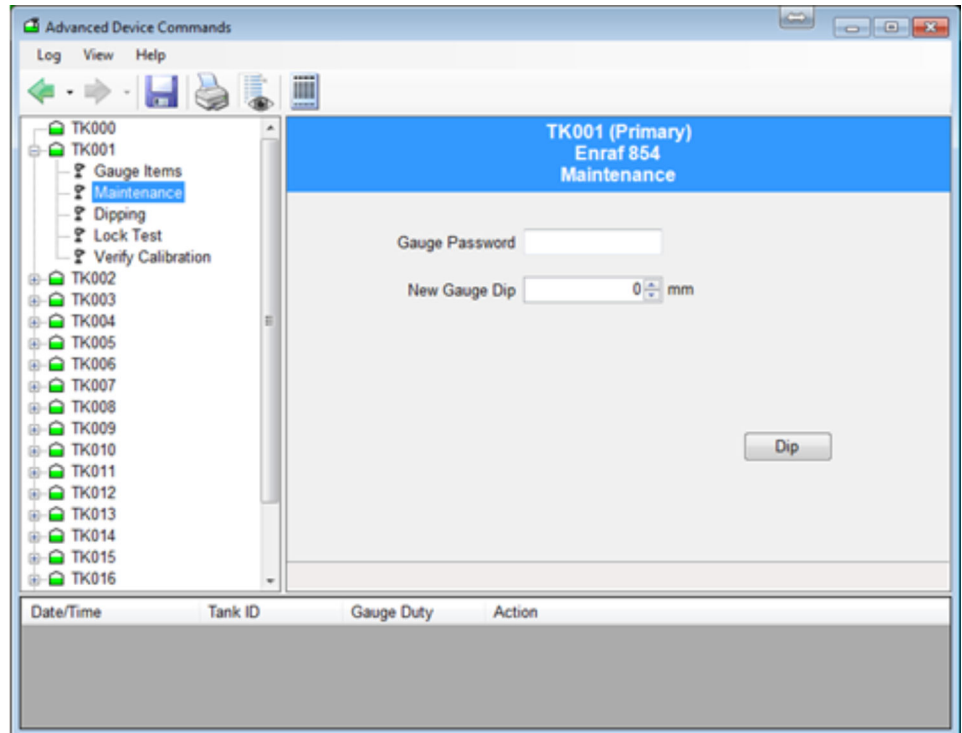 Advanced Device Commands
Log View Help
TK000
TK001
Gauge Items
Maintenance
Dipping
Lock Test
Verify Calibration
TK002
TK003
TK004
TK005
TK006
TK007
TK008
TK009
TK010
TK011
TK012
TK013
TK014
TK015
TK016
TK001 (Primary)
Enraf 854
Maintenance
Gauge Password
New Gauge Dip 0 mm
Dip
Date/Time Tank ID Gauge Duty Action